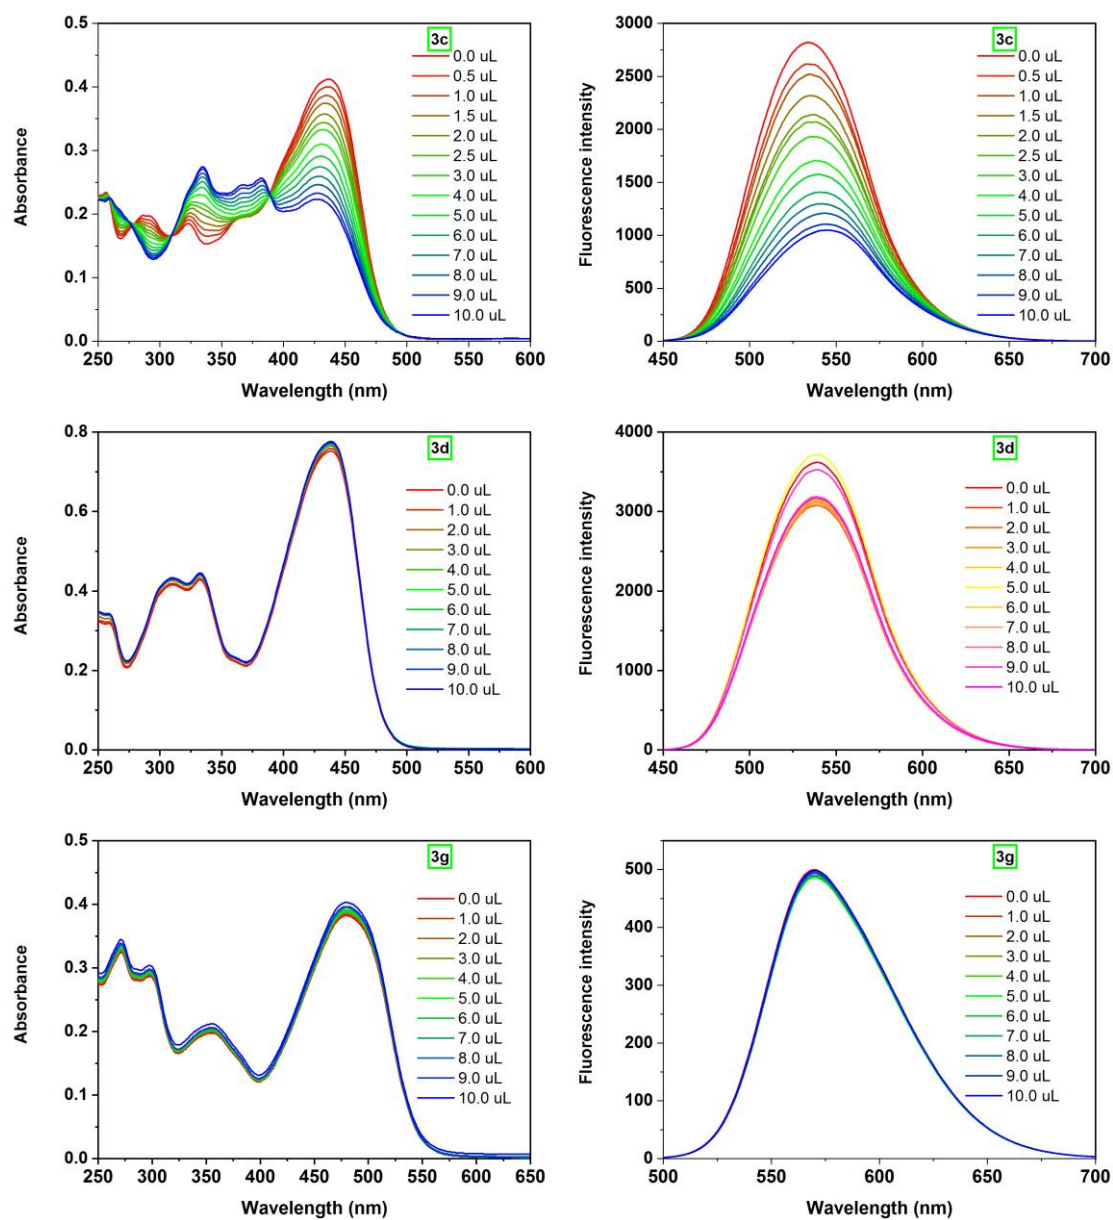 3c
0.0 uL
0.5 uL
1.0 uL
1.5 uL
2.0 uL
2.5 uL
3.0 uL
4.0 uL
5.0 uL
6.0 uL
7.0 uL
8.0 uL
9.0 uL
10.0 uL
0.5
0.4
0.3
0.2
0.1
0.0
Absorbance
250 300 350 400 450 500 550 600
Wavelength (nm)
3c
0.0 uL
0.5 uL
1.0 uL
1.5 uL
2.0 uL
2.5 uL
3.0 uL
4.0 uL
5.0 uL
6.0 uL
7.0 uL
8.0 uL
9.0 uL
10.0 uL
3000
2500
2000
1500
1000
500
0
Fluorescence intensity
450 500 550 600 650 700
Wavelength (nm)
3d
0.0 uL
1.0 uL
2.0 uL
3.0 uL
4.0 uL
5.0 uL
6.0 uL
7.0 uL
8.0 uL
9.0 uL
10.0 uL
0.8
0.6
0.4
0.2
0.0
Absorbance
250 300 350 400 450 500 550 600
Wavelength (nm)
3d
0.0 uL
1.0 uL
2.0 uL
3.0 uL
4.0 uL
5.0 uL
6.0 uL
7.0 uL
8.0 uL
9.0 uL
10.0 uL
4000
3000
2000
1000
0
Fluorescence intensity
450 500 550 600 650 700
Wavelength (nm)
3g
0.0 uL
1.0 uL
2.0 uL
3.0 uL
4.0 uL
5.0 uL
6.0 uL
7.0 uL
8.0 uL
9.0 uL
10.0 uL
0.5
0.4
0.3
0.2
0.1
0.0
Absorbance
250 300 350 400 450 500 550 600 650
Wavelength (nm)
3g
0.0 uL
1.0 uL
2.0 uL
3.0 uL
4.0 uL
5.0 uL
6.0 uL
7.0 uL
8.0 uL
9.0 uL
10.0 uL
500
400
300
200
100
0
Fluorescence intensity
500 550 600 650 700
Wavelength (nm)